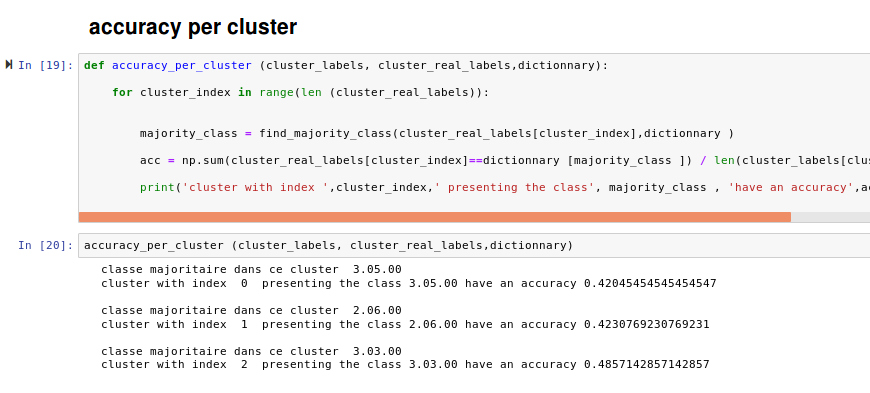 accuracy per cluster
In [19]: def accuracy_per_cluster (cluster_labels, cluster_real_labels,dictionnary):
for cluster_index in range(len (cluster_real_labels)):
majority_class = find_majority_class(cluster_real_labels[cluster_index],dictionnary )
acc = np.sum(cluster_real_labels[cluster_index]==dictionnary [majority_class ]) / len(cluster_labels[clus
print('cluster with index ',cluster_index,' presenting the class', majority_class , 'have an accuracy',ac
In [20]: accuracy_per_cluster (cluster_labels, cluster_real_labels,dictionnary)
classe majoritaire dans ce cluster  3.05.00
cluster with index  0  presenting the class 3.05.00 have an accuracy 0.42045454545454547
classe majoritaire dans ce cluster  2.06.00
cluster with index  1  presenting the class 2.06.00 have an accuracy 0.4230769230769231
classe majoritaire dans ce cluster  3.03.00
cluster with index  2  presenting the class 3.03.00 have an accuracy 0.4857142857142857